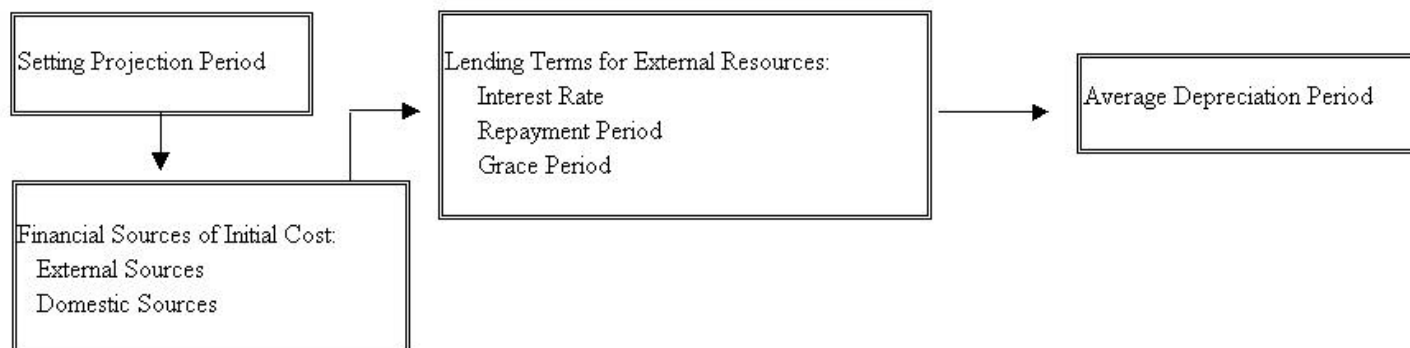 Setting Projection Period
Financial Sources of Initial Cost:
External Sources
Domestic Sources
Lending Terms for External Resources:
Interest Rate
Repayment Period
Grace Period
Average Depreciation Period